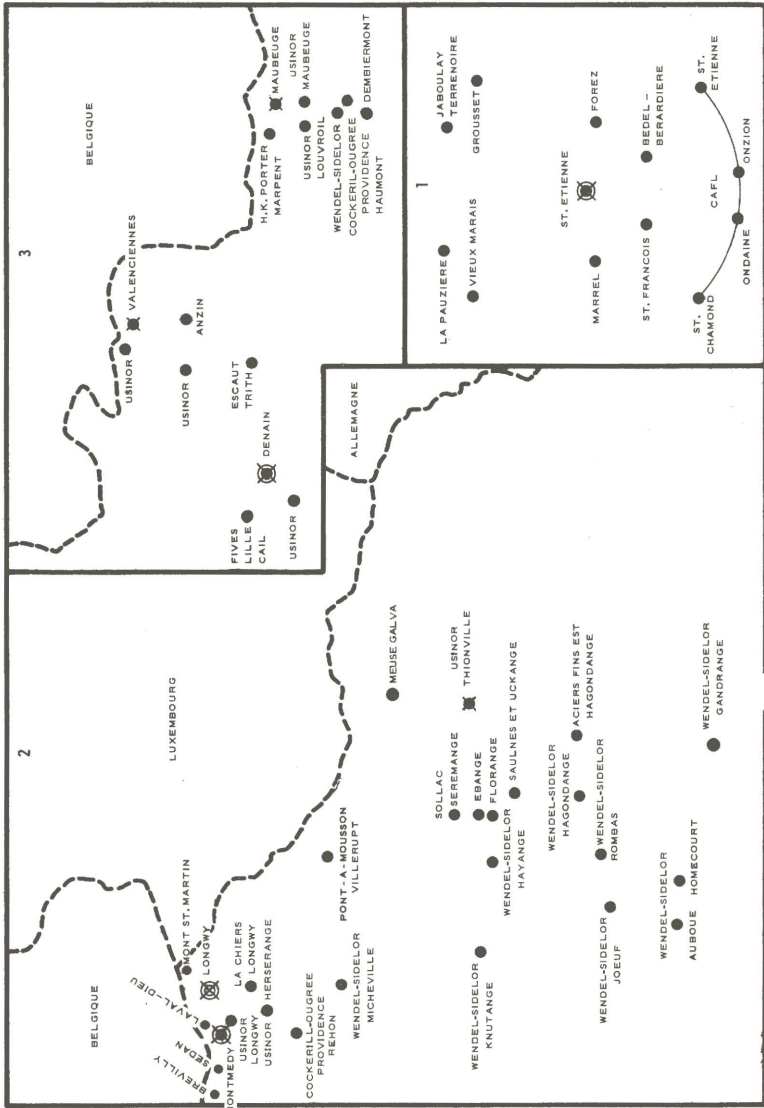 2
BELGIQUE
LUXEMBOURG
ALLEMAGNE
BREVILLY
SEDAN
LAVAL-DIEU
MONT ST. MARTIN
LONGWY
ONTMEDY
USINOR
LONGWY
LA CHIERS
LONGWY
USINOR
HERSERANGE
COCKERILL-OUGREE
PROVIDENCE
REHON
PONT-A-MOUSSON
VILLERUPT
WENDEL-SIDELOR
MICHEVILLE
MEUSE GALVA
SOLLAC
SEREMANGE
EBANGE
FLORANGE
USINOR
THIONVILLE
WENDEL-SIDELOR
KNUTANGE
WENDEL-SIDELOR
HAYANGE
SAULNES ET UCKANGE
WENDEL-SIDELOR
HAGONDANGE
ACIERS FINS EST
HAGONDANGE
WENDEL-SIDELOR
ROMBAS
WENDEL-SIDELOR
JOEUF
WENDEL-SIDELOR
AUBOUE
HOMECOURT
WENDEL-SIDELOR
GANDRANGE
3
BELGIQUE
USINOR
VALENCIENNES
USINOR
ANZIN
FIVES
LILLE
CAIL
ESCAUT
TRITH
DENAIN
USINOR
H.K. PORTER
MARPENT
MAUBEUGE
USINOR
LOUVROIL
USINOR
MAUBEUGE
WENDEL-SIDELOR
COCKERIL-OUGREE
PROVIDENCE
HAUMONT
DEMBIERMONT
1
LA PAUZIERE
VIEUX MARAIS
JABOULAY
TERRENOIRE
GROUSSET
ST. ETIENNE
MARREL
FOREZ
ST. FRANCOIS
BEDEL -
BERARDIERE
ST.
CHAMOND
ONDAINE
CAFL
ONZION
ST.
ETIENNE